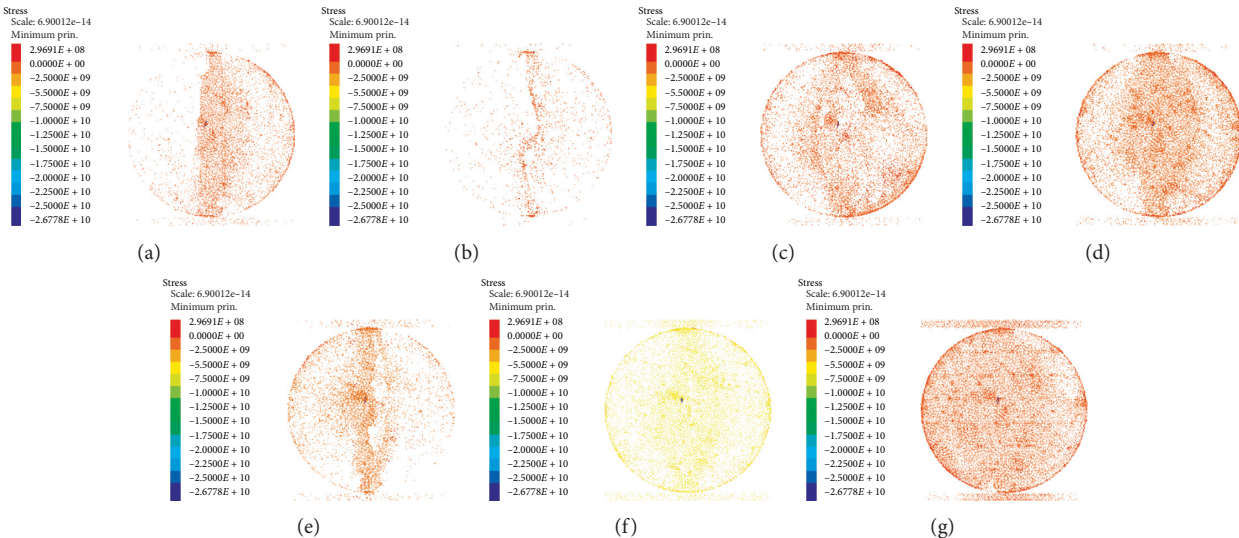 Stress
Scale: 6.90012e−14
Minimum prin.
2.9691E + 08
0.0000E + 00
−2.5000E + 09
−5.5000E + 09
−7.5000E + 09
−1.0000E + 10
−1.2500E + 10
−1.5000E + 10
−1.7500E + 10
−2.0000E + 10
−2.2500E + 10
−2.5000 + 10
−2.6778E + 10
(a)
Stress
Scale: 6.90012e−14
Minimum prin.
2.9691E + 08
0.0000E + 00
−2.5000E + 09
−5.5000E + 09
−7.5000E + 09
−1.0000E + 10
−1.2500E + 10
−1.5000E + 10
−1.7500E + 10
−2.0000E + 10
−2.2500E + 10
−2.5000 + 10
−2.6778E + 10
(b)
Stress
Scale: 6.90012e−14
Minimum prin.
2.9691E + 08
0.0000E + 00
−2.5000E + 09
−5.5000E + 09
−7.5000E + 09
−1.0000E + 10
−1.2500E + 10
−1.5000E + 10
−1.7500E + 10
−2.0000E + 10
−2.2500E + 10
−2.5000 + 10
−2.6778E + 10
(c)
Stress
Scale: 6.90012e−14
Minimum prin.
2.9691E + 08
0.0000E + 00
−2.5000E + 09
−5.5000E + 09
−7.5000E + 09
−1.0000E + 10
−1.2500E + 10
−1.5000E + 10
−1.7500E + 10
−2.0000E + 10
−2.2500E + 10
−2.5000 + 10
−2.6778E + 10
(d)
Stress
Scale: 6.90012e−14
Minimum prin.
2.9691E + 08
0.0000E + 00
−2.5000E + 09
−5.5000E + 09
−7.5000E + 09
−1.0000E + 10
−1.2500E + 10
−1.5000E + 10
−1.7500E + 10
−2.0000E + 10
−2.2500E + 10
−2.5000 + 10
−2.6778E + 10
(e)
Stress
Scale: 6.90012e−14
Minimum prin.
2.9691E + 08
0.0000E + 00
−2.5000E + 09
−5.5000E + 09
−7.5000E + 09
−1.0000E + 10
−1.2500E + 10
−1.5000E + 10
−1.7500E + 10
−2.0000E + 10
−2.2500E + 10
−2.5000 + 10
−2.6778E + 10
(f)
Stress
Scale: 6.90012e−14
Minimum prin.
2.9691E + 08
0.0000E + 00
−2.5000E + 09
−5.5000E + 09
−7.5000E + 09
−1.0000E + 10
−1.2500E + 10
−1.5000E + 10
−1.7500E + 10
−2.0000E + 10
−2.2500E + 10
−2.5000 + 10
−2.6778E + 10
(g)